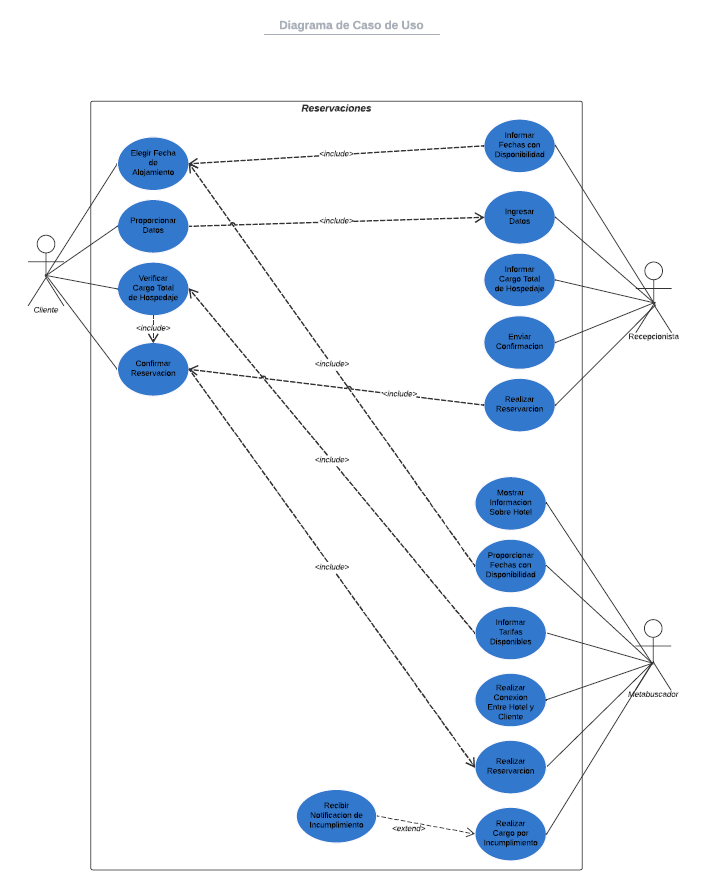 Diagrama de Caso de Uso
Reservaciones
Elegir Fecha
de
Alojamiento
Proporcionar
Datos
Verificar
Cargo Total
de Hospedaje
<include>
Confirmar
Reservacion
Cliente
<include>
<include>
<include>
<include>
<include>
<include>
Informar
Fechas con
Disponibilidad
Ingresar
Datos
Informar
Cargo Total
de Hospedaje
Enviar
Confirmacion
Realizar
Reservarcion
Recepcionista
Mostrar
Informacion
Sobre Hotel
Proporcionar
Fechas con
Disponibilidad
Informar
Tarifas
Disponibles
Realizar
Conexion
Entre Hotel y
Cliente
Realizar
Reservarcion
Metabuscador
Recibir
Notificacion de
Incumplimiento
<extend>
Realizar
Cargo por
Incumplimiento